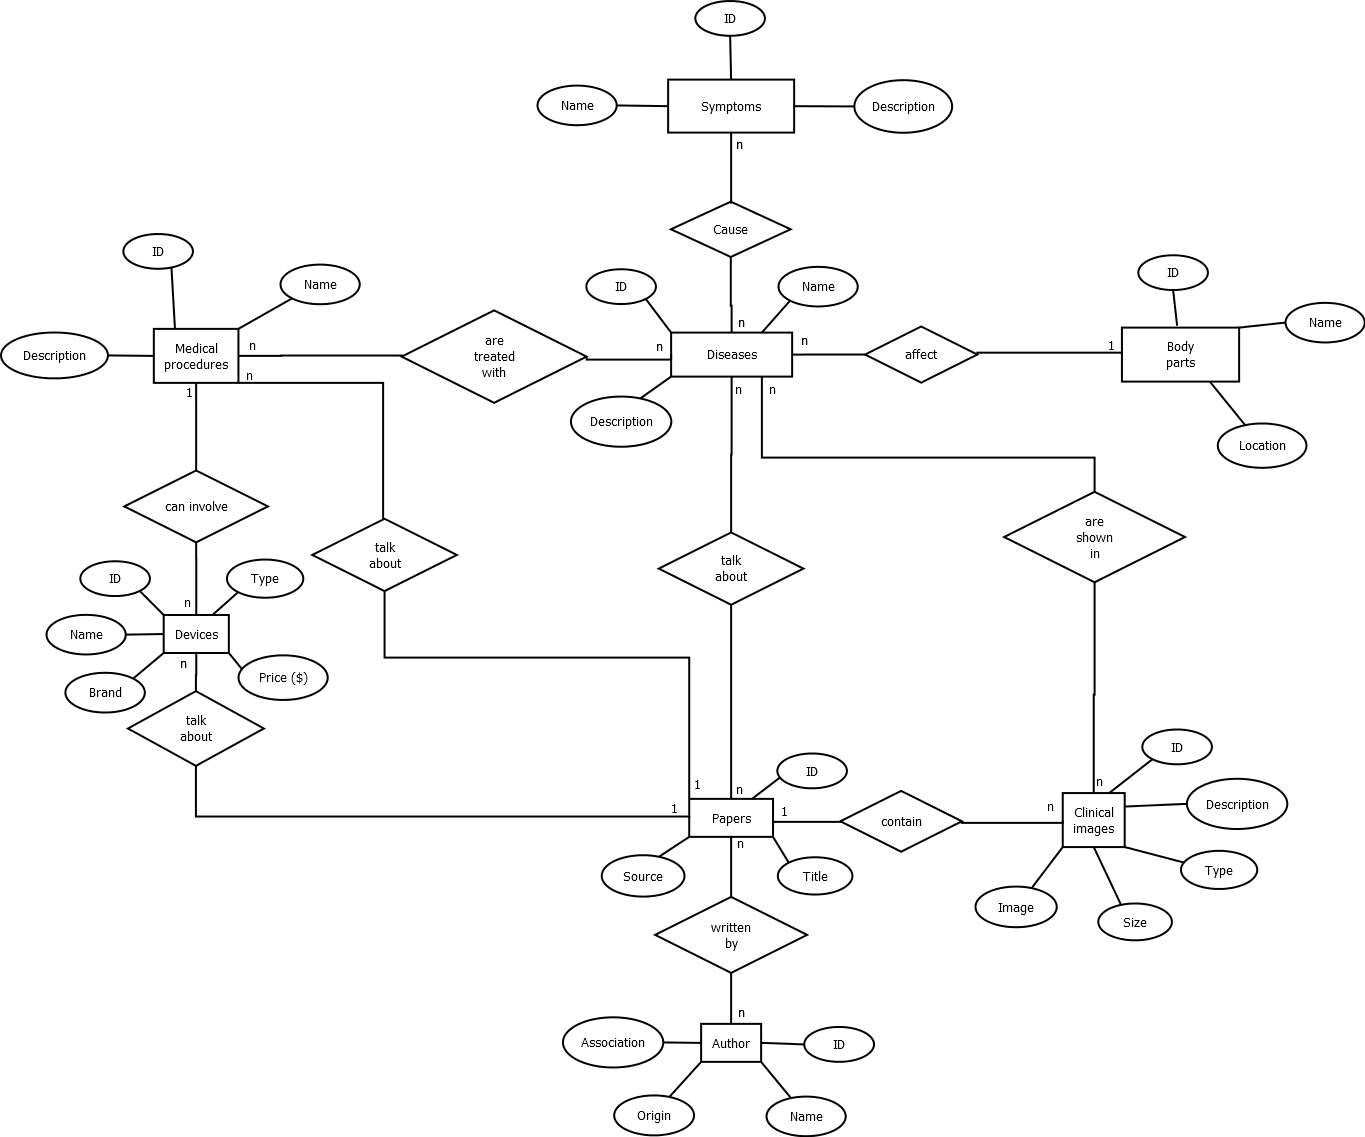 ID
Name
Symptoms
Description
n
Cause
ID
Name
Description
Medical
procedures
n
n
1
are
treated
with
n
ID
n
Name
Diseases
Description
n
n
n
affect
1
ID
Name
Body
parts
Location
can involve
talk
about
talk
about
are
shown
in
ID
Type
n
Name
Devices
Brand
n
Price ($)
talk
about
1
1
n
ID
Papers
1
Source
n
Title
contain
n
n
ID
Clinical
images
Description
Type
Image
Size
written
by
n
Association
Author
ID
Origin
Name